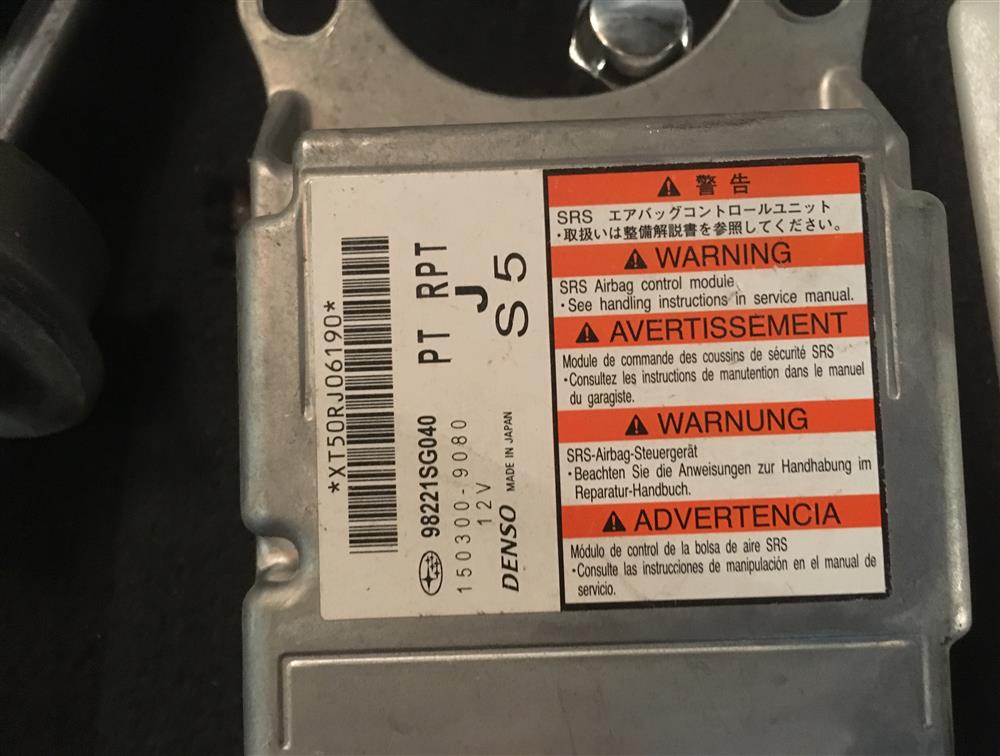 *XT50RJ06190*
PT RPT
J
S5
98221SG040
150300-9080
12V
DENSO MADE IN JAPAN
警告
SRS エアバッグコントロールユニット
・取扱いは整備解説書を参照してください。
WARNING
SRS Airbag control module
・See handling instructions in service manual.
AVERTISSEMENT
Module de commande des coussins de sécurité SRS
・Consultez les instructions de manutention dans le manuel
du garagiste.
WARNUNG
SRS-Airbag-Steuergerät
・Beachten Sie die Anweisungen zur Handhabung im
Reparatur-Handbuch.
ADVERTENCIA
Módulo de control de la bolsa de aire SRS
・Consulte las instrucciones de manipulación en el manual de
servicio.